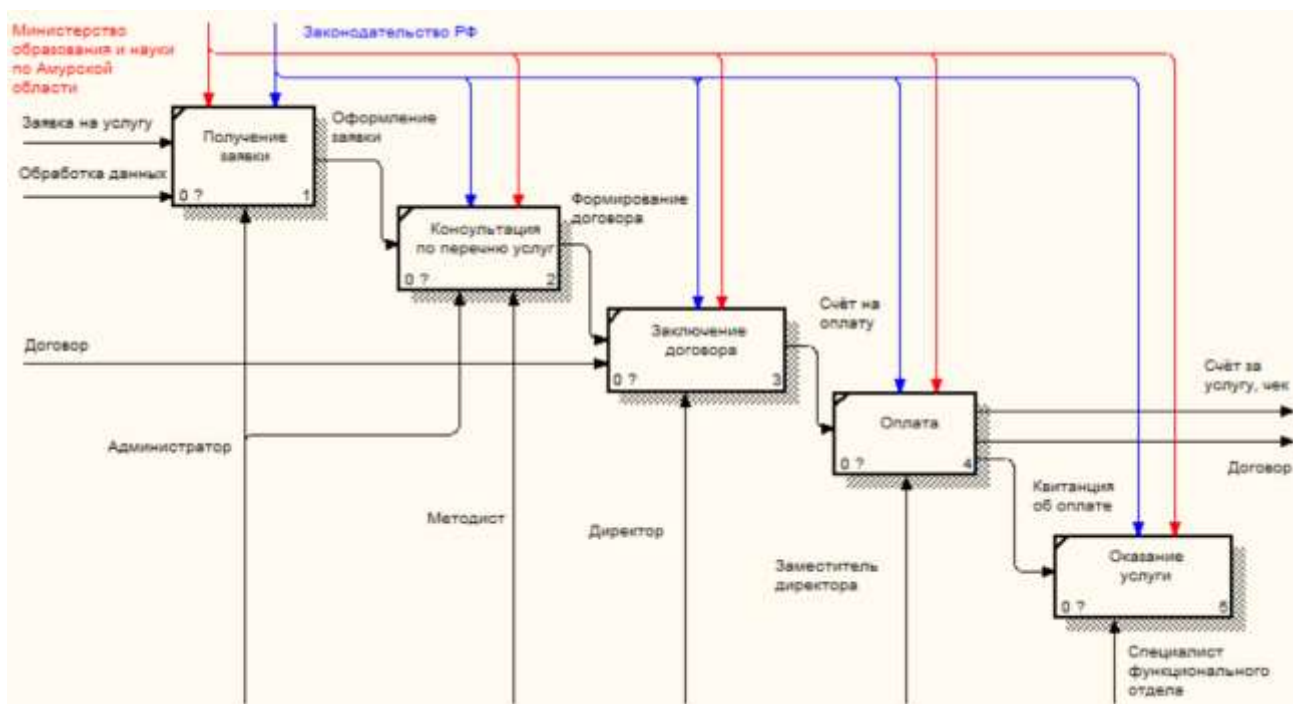 Министерство
образования и науки
по Амурской
области
Законодательство РФ
Заявка на услугу
Обработка данных
Получение
заявки
0 ?
1
Оформление
заявки
Консультация
по перечню услуг
0 ?
2
Формирование
договора
Договор
Заключение
договора
0 ?
3
Счёт на
оплату
Оплата
0 ?
4
Счёт за
услугу, чек
Договор
Квитанция
об оплате
Оказание
услуги
0 ?
5
Администратор
Методист
Директор
Заместитель
директора
Специалист
функционального
отдела